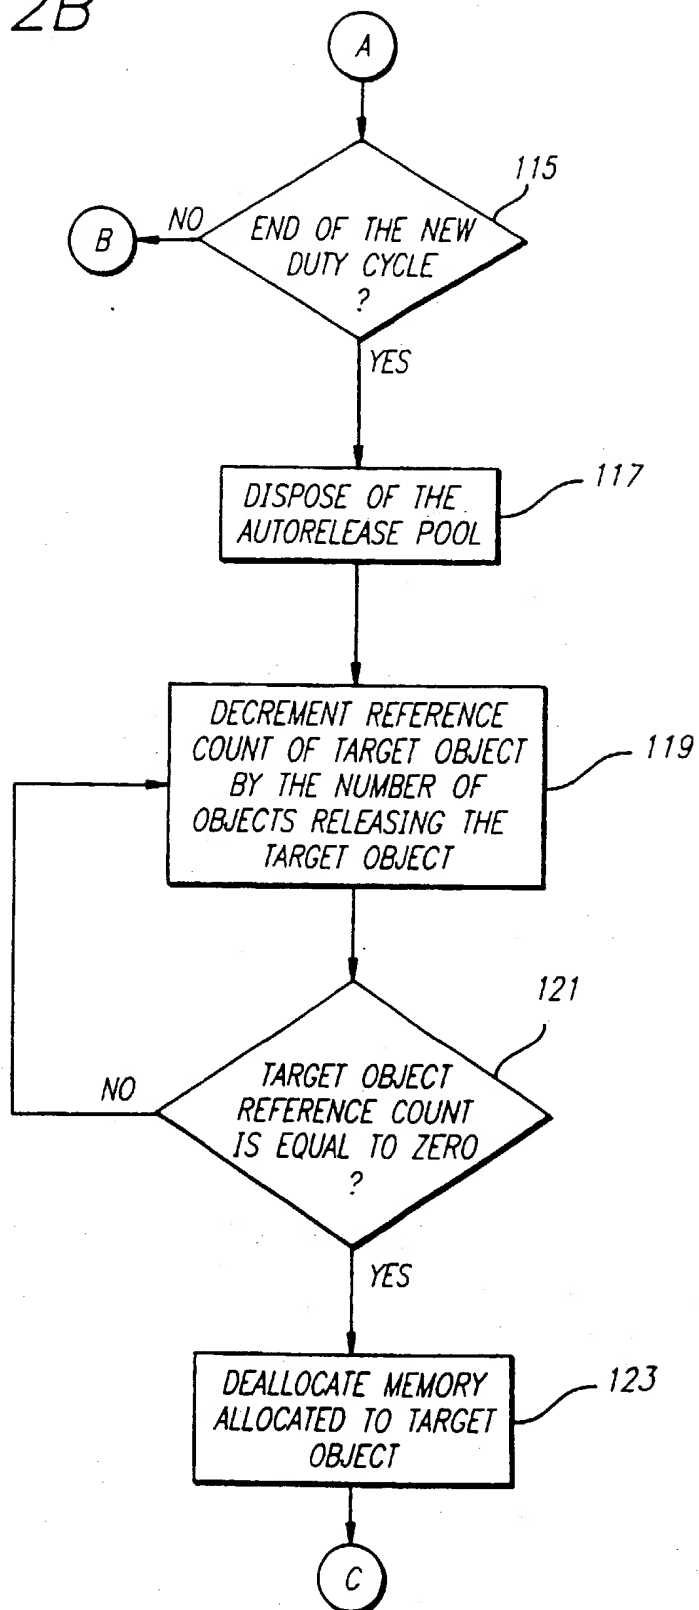 2B
A
115
END OF THE NEW
DUTY CYCLE
?
NO
B
YES
117
DISPOSE OF THE
AUTORELEASE POOL
DECREMENT REFERENCE
COUNT OF TARGET OBJECT
BY THE NUMBER OF
OBJECTS RELEASING THE
TARGET OBJECT
119
121
TARGET OBJECT
REFERENCE COUNT
IS EQUAL TO ZERO
?
NO
YES
DEALLOCATE MEMORY
ALLOCATED TO TARGET
OBJECT
123
C